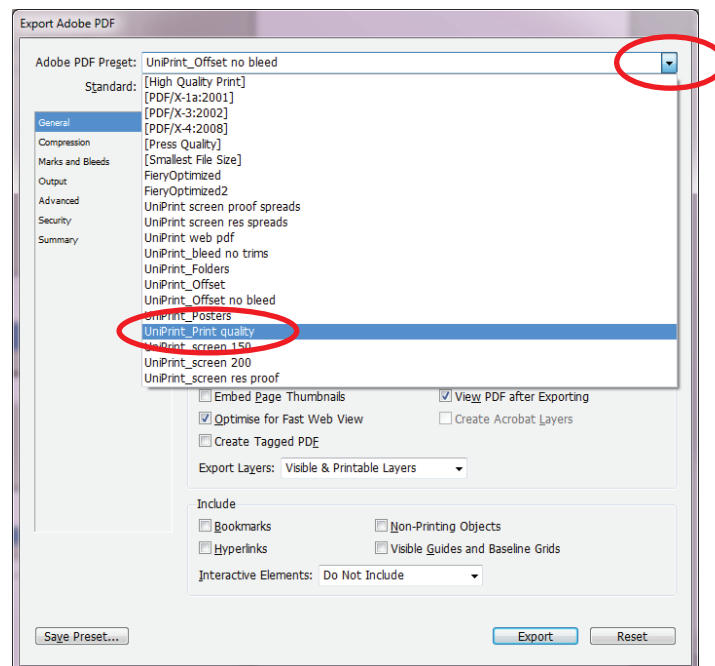 Export Adobe PDF
Adobe PDF Preset: UniPrint_Offset no bleed
Standard:
[High Quality Print]
[PDF/X-1a:2001]
[PDF/X-3:2002]
[PDF/X-4:2008]
[Press Quality]
[Smallest File Size]
FieryOptimized
FieryOptimized2
UniPrint screen proof spreads
UniPrint screen res spreads
UniPrint web pdf
UniPrint_bleed no trims
UniPrint_Folders
UniPrint_Offset
UniPrint_Offset no bleed
UniPrint_Posters
UniPrint_Print quality
UniPrint_screen 150
UniPrint_screen 200
UniPrint_screen res proof
General
Compression
Marks and Bleeds
Output
Advanced
Security
Summary
Embed Page Thumbnails View PDF after Exporting
Optimise for Fast Web View Create Acrobat Layers
Create Tagged PDF
Export Layers: Visible & Printable Layers
Include
Bookmarks Non-Printing Objects
Hyperlinks Visible Guides and Baseline Grids
Interactive Elements: Do Not Include
Save Preset... Export Reset